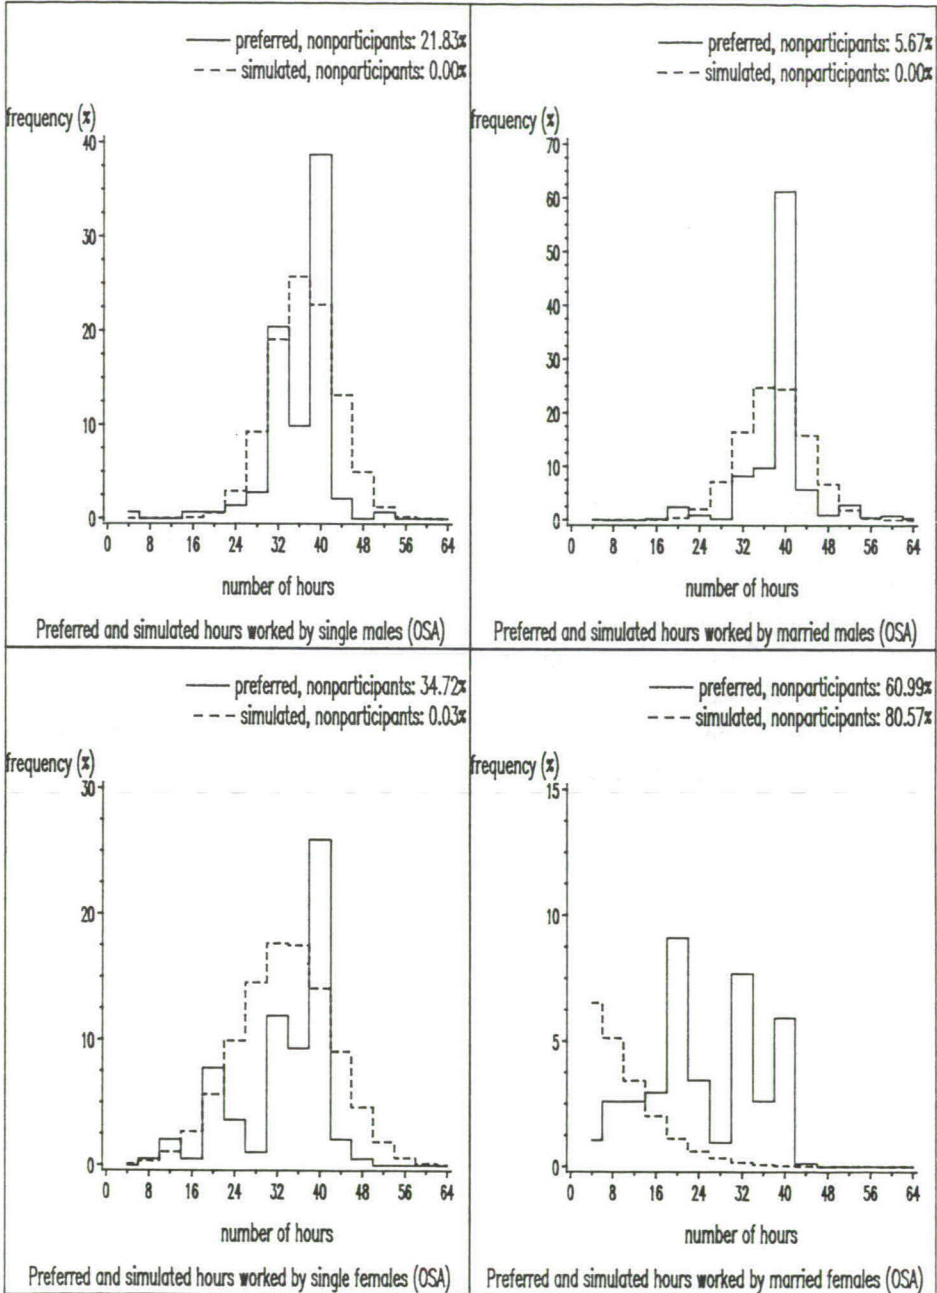 preferred, nonparticipants: 21.83%
simulated, nonparticipants: 0.00%
frequency (%)
40
30
20
10
0
0 8 16 24 32 40 48 56 64
number of hours
Preferred and simulated hours worked by single males (OSA)
preferred, nonparticipants: 5.67%
simulated, nonparticipants: 0.00%
frequency (%)
70
60
50
40
30
20
10
0
0 8 16 24 32 40 48 56 64
number of hours
Preferred and simulated hours worked by married males (OSA)
preferred, nonparticipants: 34.72%
simulated, nonparticipants: 0.03%
frequency (%)
30
20
10
0
0 8 16 24 32 40 48 56 64
number of hours
Preferred and simulated hours worked by single females (OSA)
preferred, nonparticipants: 60.99%
simulated, nonparticipants: 80.57%
frequency (%)
15
10
5
0
0 8 16 24 32 40 48 56 64
number of hours
Preferred and simulated hours worked by married females (OSA)